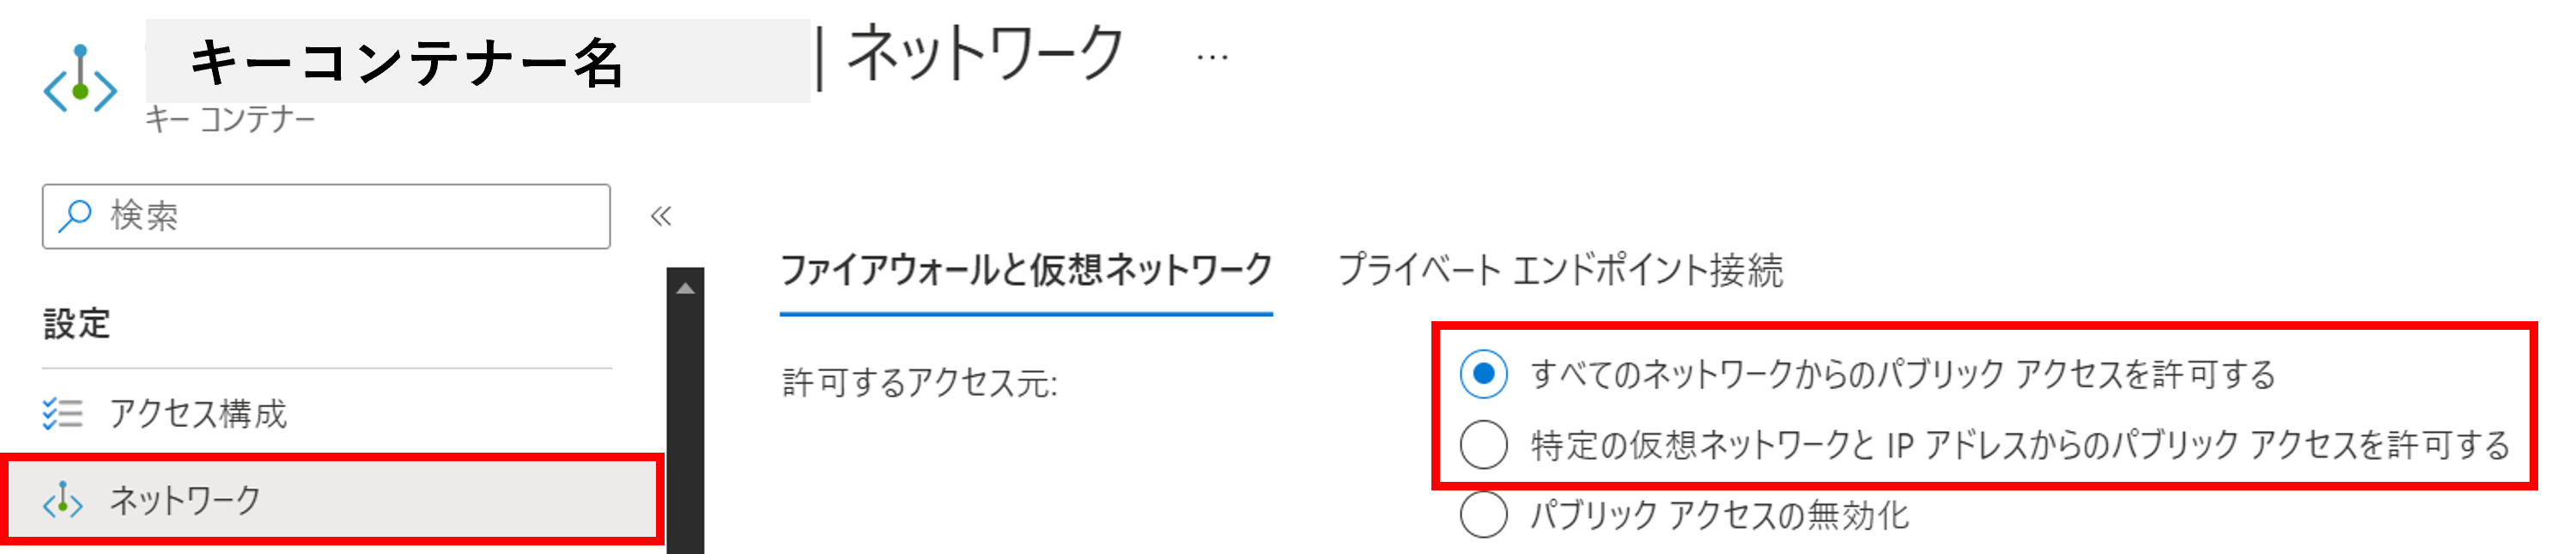 キーコンテナー名 | ネットワーク …
キー コンテナー
検索 «
設定
アクセス構成
ネットワーク
ファイアウォールと仮想ネットワーク プライベート エンドポイント接続
許可するアクセス元:
すべてのネットワークからのパブリック アクセスを許可する
特定の仮想ネットワークと IP アドレスからのパブリック アクセスを許可する
パブリック アクセスの無効化